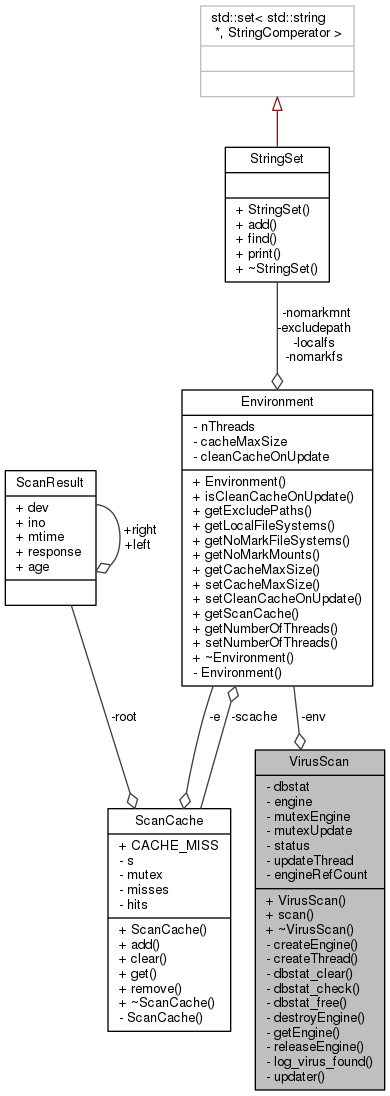 std::set< std::string
*, StringComperator >
StringSet
+ StringSet()
+ add()
+ find()
+ print()
+ ~StringSet()
-nomarkmnt
-excludepath
-localfs
-nomarkfs
Environment
- nThreads
- cacheMaxSize
- cleanCacheOnUpdate
+ Environment()
+ isCleanCacheOnUpdate()
+ getExcludePaths()
+ getLocalFileSystems()
+ getNoMarkFileSystems()
+ getNoMarkMounts()
+ getCacheMaxSize()
+ setCacheMaxSize()
+ setCleanCacheOnUpdate()
+ getScanCache()
+ getNumberOfThreads()
+ setNumberOfThreads()
+ ~Environment()
- Environment()
ScanResult
+ dev
+ ino
+ mtime
+ response
+ age
+right
+left
-root
-e
-scache
-env
ScanCache
+ CACHE_MISS
- s
- mutex
- misses
- hits
+ ScanCache()
+ add()
+ clear()
+ get()
+ remove()
+ ~ScanCache()
- ScanCache()
VirusScan
- dbstat
- engine
- mutexEngine
- mutexUpdate
- status
- updateThread
- engineRefCount
+ VirusScan()
+ scan()
+ ~VirusScan()
- createEngine()
- createThread()
- dbstat_clear()
- dbstat_check()
- dbstat_free()
- destroyEngine()
- getEngine()
- releaseEngine()
- log_virus_found()
- updater()